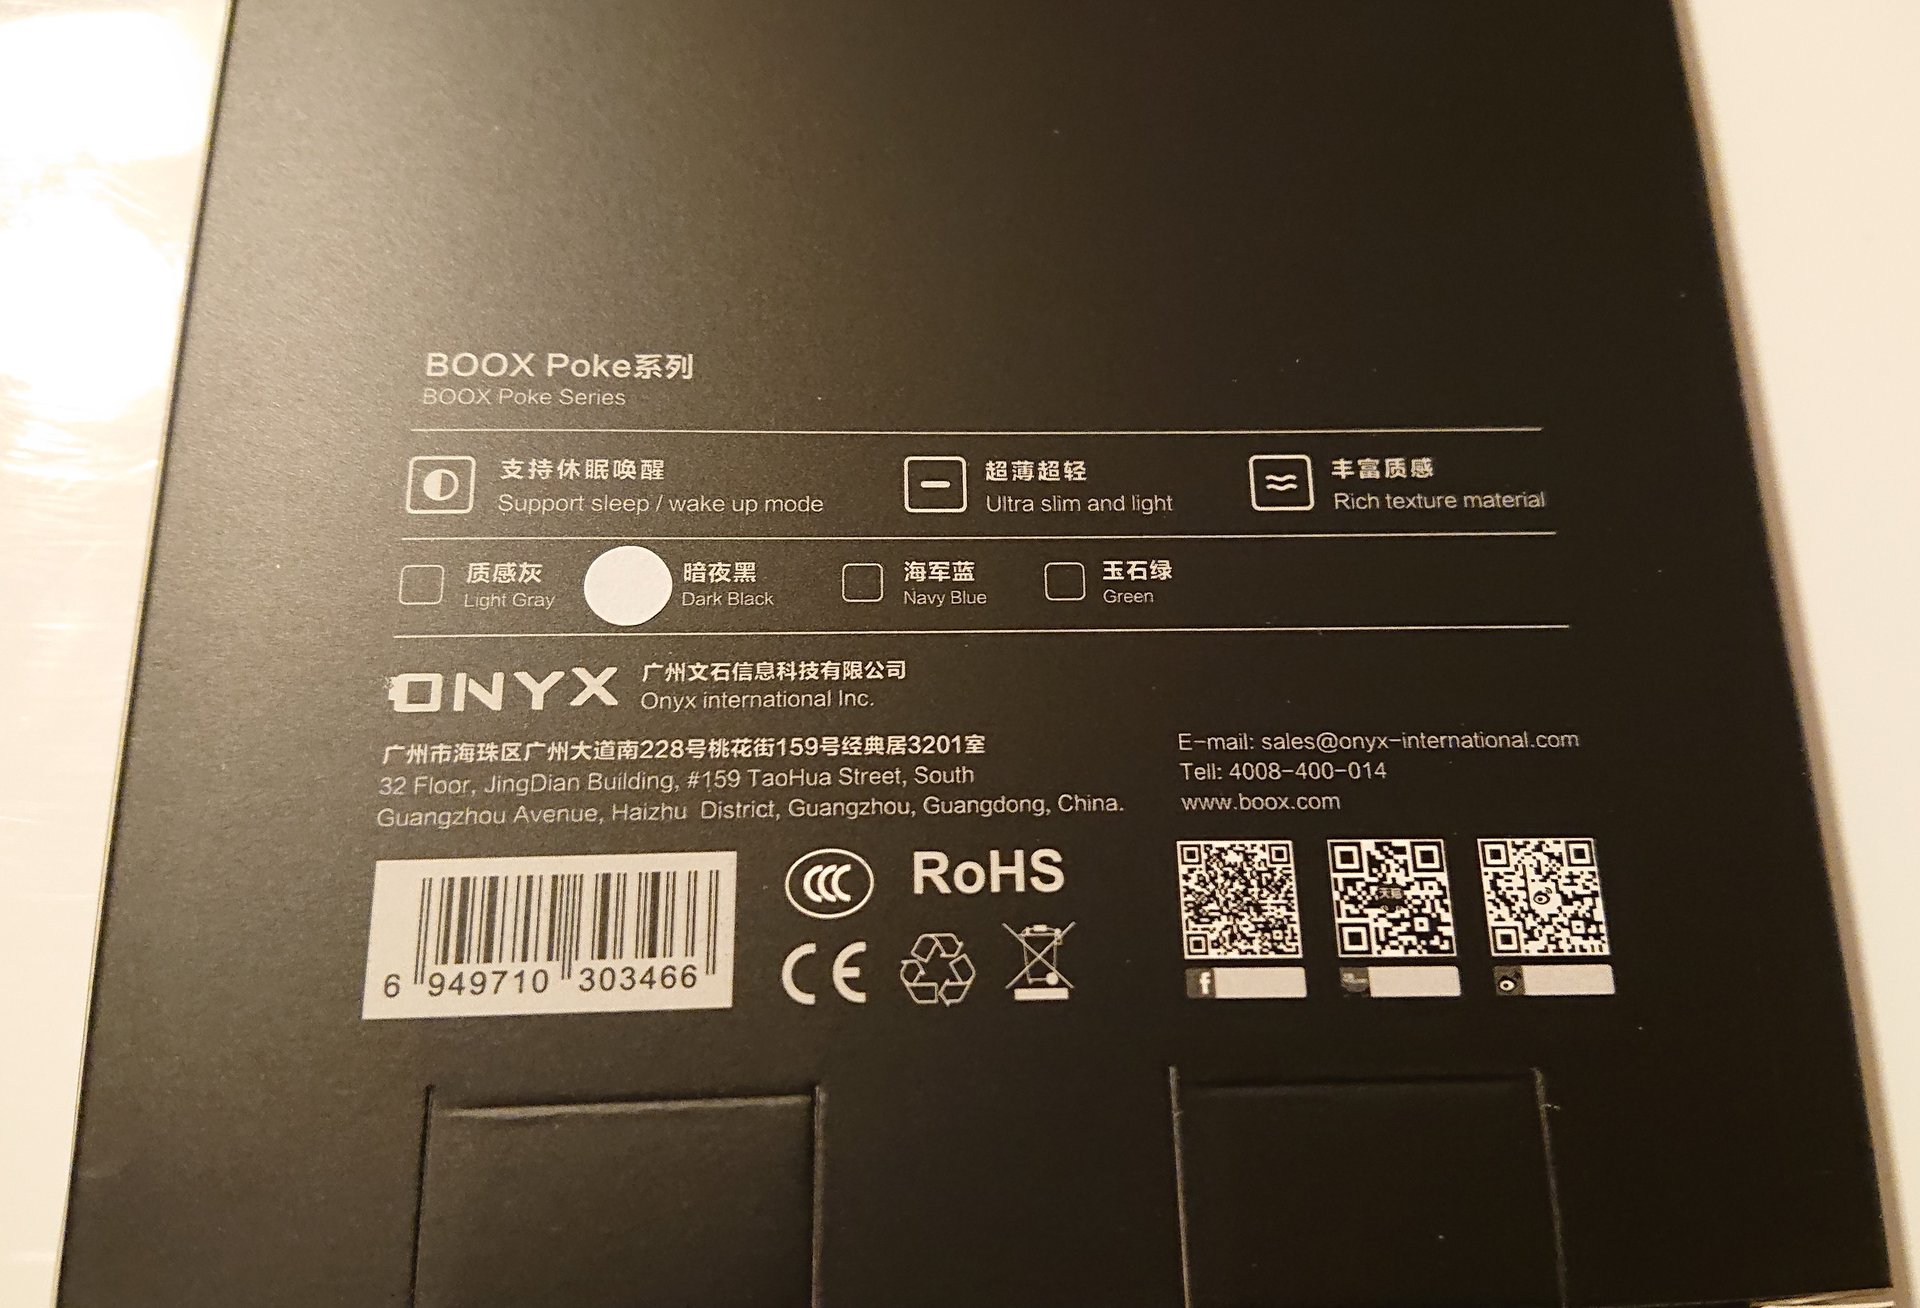 BOOX Poke系列
BOOX Poke Series
支持休眠唤醒
Support sleep / wake up mode
超薄超轻
Ultra slim and light
丰富质感
Rich texture material
质感灰
Light Gray
暗夜黑
Dark Black
海军蓝
Navy Blue
玉石绿
Green
ONYX
广州文石信息科技有限公司
Onyx international Inc.
广州市海珠区广州大道南228号桃花街159号经典居3201室
32 Floor, JingDian Building, #159 TaoHua Street, South
Guangzhou Avenue, Haizhu District, Guangzhou, Guangdong, China.
E-mail: sales@onyx-international.com
Tell: 4008-400-014
www.boox.com
6 949710 303466
CCC
RoHS
CE
f